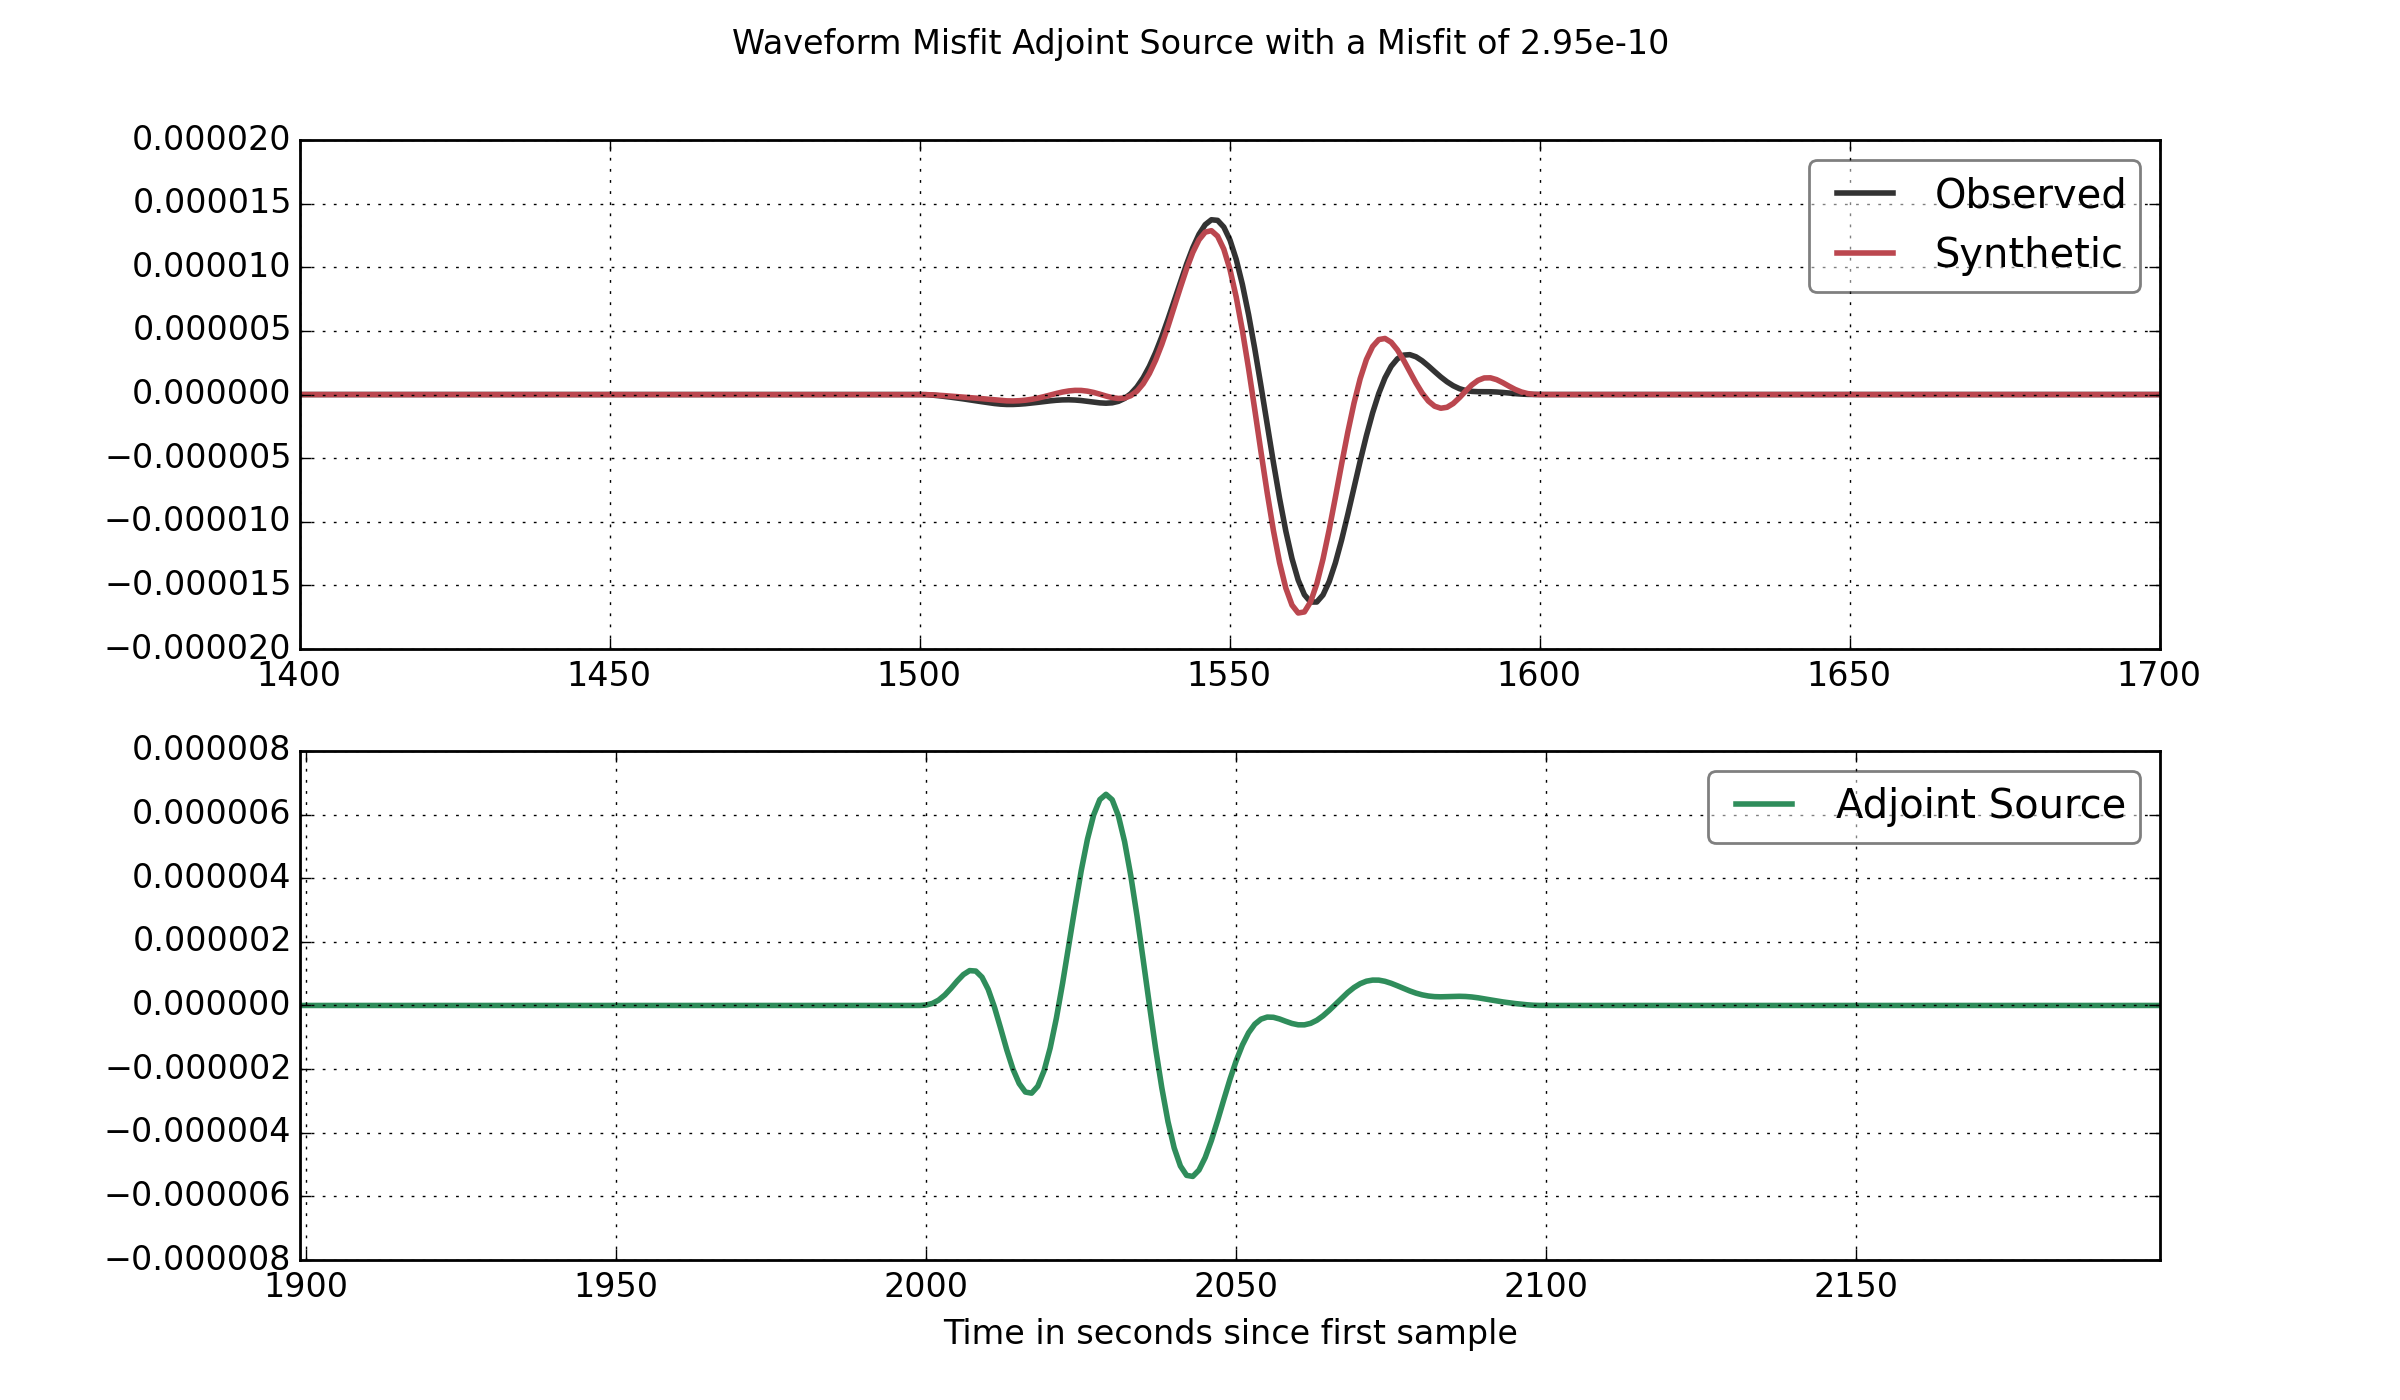 Waveform Misfit Adjoint Source with a Misfit of 2.95e-10
0.000020
0.000015
0.000010
0.000005
0.000000
−0.000005
−0.000010
−0.000015
−0.000020
Observed
Synthetic
1400 1450 1500 1550 1600 1650 1700
0.000008
0.000006
0.000004
0.000002
0.000000
−0.000002
−0.000004
−0.000006
−0.000008
Adjoint Source
1900 1950 2000 2050 2100 2150
Time in seconds since first sample